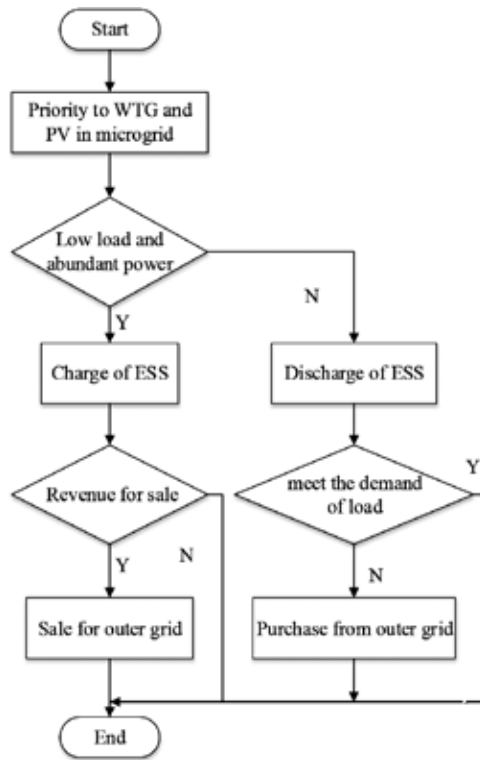 Start
Priority to WTG and
PV in microgrid
Low load and
abundant power
N
Y
Charge of ESS
Discharge of ESS
Revenue for sale
meet the demand
of load
Y
N
Y
N
Sale for outer grid
Purchase from outer grid
End